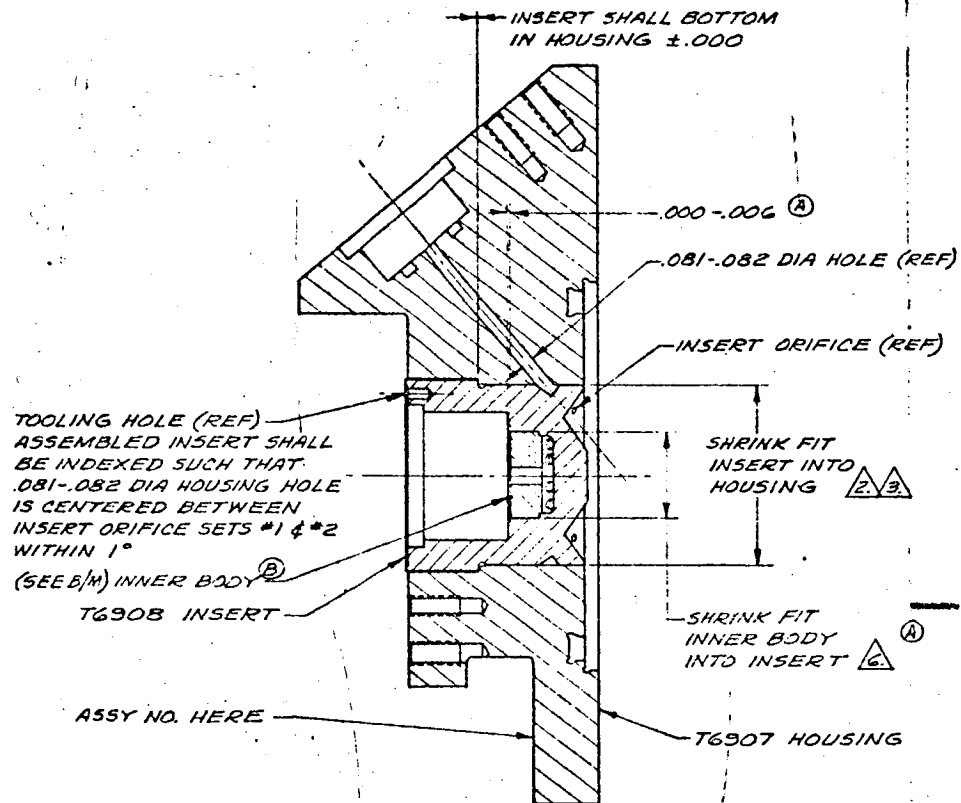 INSERT SHALL BOTTOM
IN HOUSING ±.000
.000-.006 A
.081-.082 DIA HOLE (REF)
INSERT ORIFICE (REF)
TOOLING HOLE (REF)
ASSEMBLED INSERT SHALL
BE INDEXED SUCH THAT
.081-.082 DIA HOUSING HOLE
IS CENTERED BETWEEN
INSERT ORIFICE SETS #1 & #2
WITHIN 1°
(SEE B/M) INNER BODY B
T6908 INSERT
SHRINK FIT
INSERT INTO
HOUSING 2. 3.
SHRINK FIT
INNER BODY
INTO INSERT 6. A
ASSY NO. HERE
T6907 HOUSING